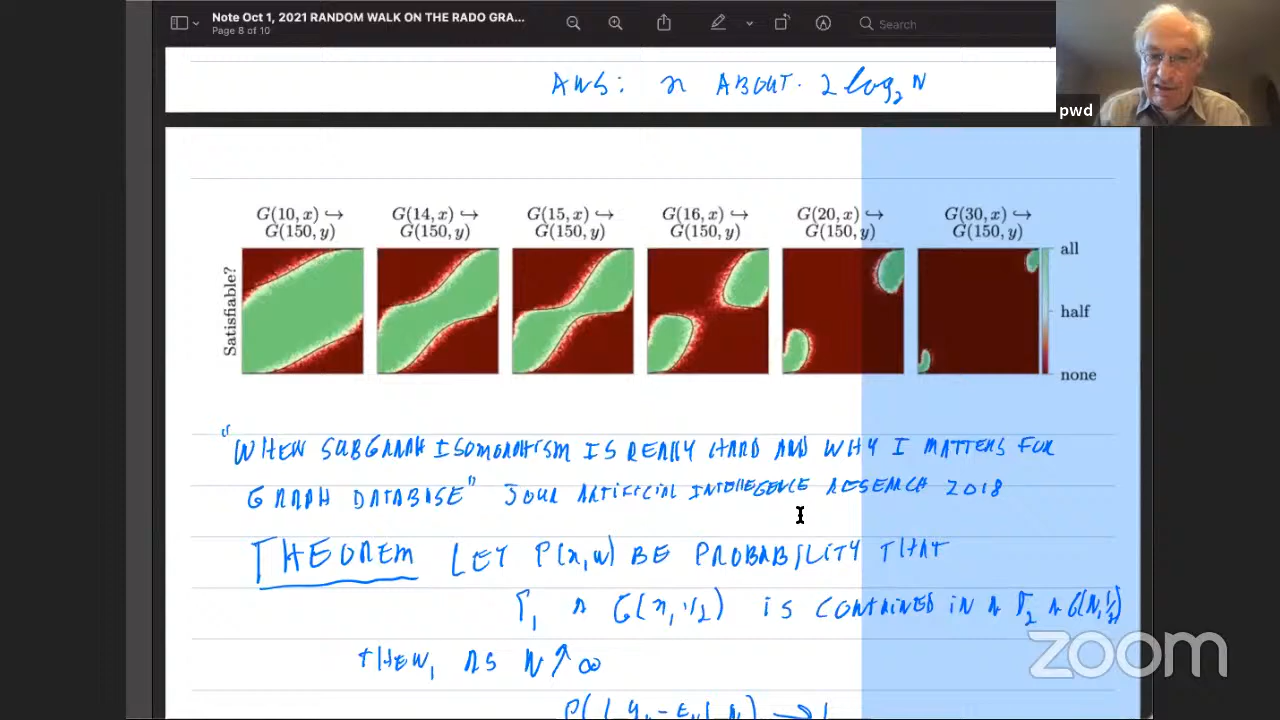 Note Oct 1, 2021 RANDOM WALK ON THE RADO GRA...
Page 8 of 10
Search
pwd
ANS: n ABOUT. 2 log₂ N
G(10, x) ↪ G(14, x) ↪ G(15, x) ↪ G(16, x) ↪ G(20, x) ↪ G(30, x) ↪
G(150, y) G(150, y) G(150, y) G(150, y) G(150, y) G(150, y)
Satisfiable?
all
half
none
"WHEN SUBGRAPH ISOMORPHISM IS REALLY HARD AND WHY I MATTERS FOR
GRAPH DATABASE" JOUR ARTIFICIAL INTELEGENCE RESEARCH 2018
THEOREM LET P(n, N) BE PROBABILITY THAT
Γ₁ ~ G(n, 1/2) IS CONTAINED IN A Γ₂ ~ G(N, 1/2)
THEN, AS N ↑ ∞
zoom